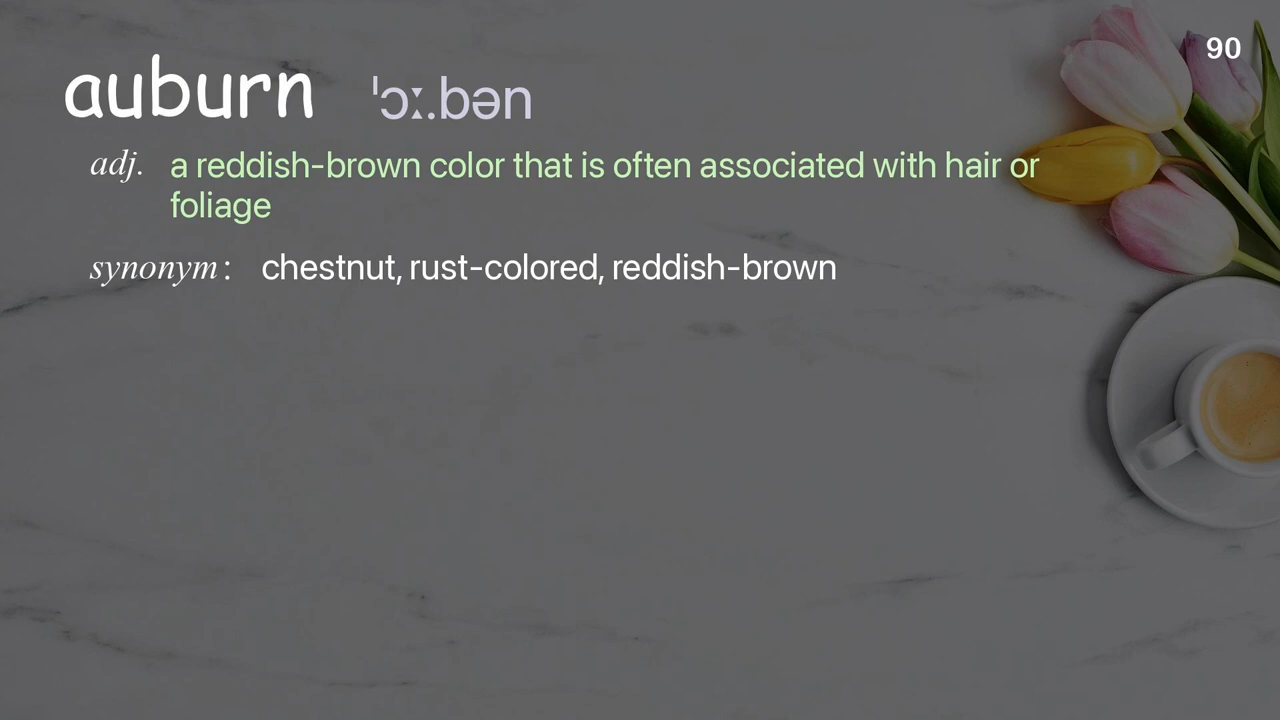 90
auburn ˈɔː.bən
adj. a reddish-brown color that is often associated with hair or
foliage
synonym : chestnut, rust-colored, reddish-brown